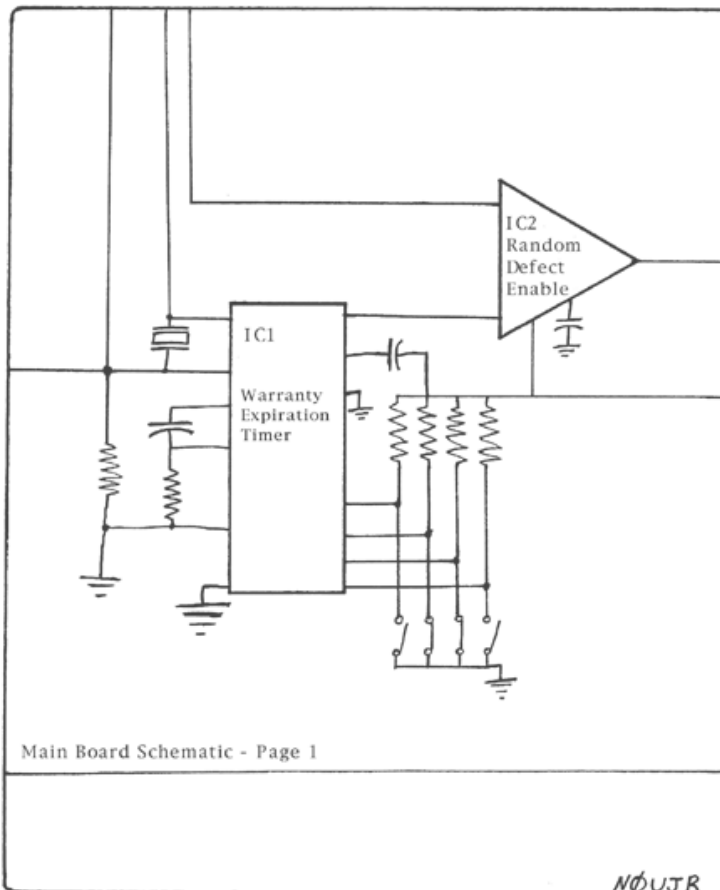 IC2
Random
Defect
Enable
IC1
Warranty
Expiration
Timer
Main Board Schematic - Page 1
NØUJR